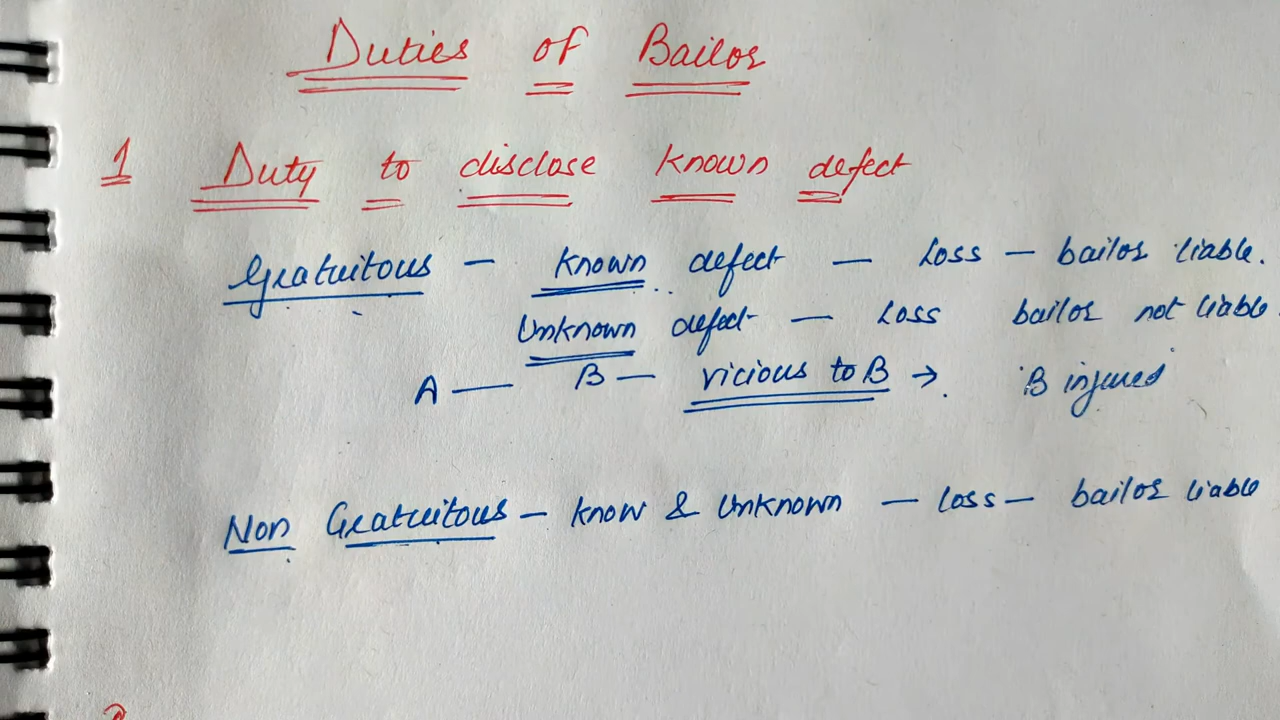 Duties of Bailor
1 Duty to disclose known defect
Gratuitous - known defect - Loss - bailor liable.
Unknown defect - Loss bailor not liable.
A - B - vicious to B → B injured
Non Gratuitous - know & Unknown - Loss - bailor liable